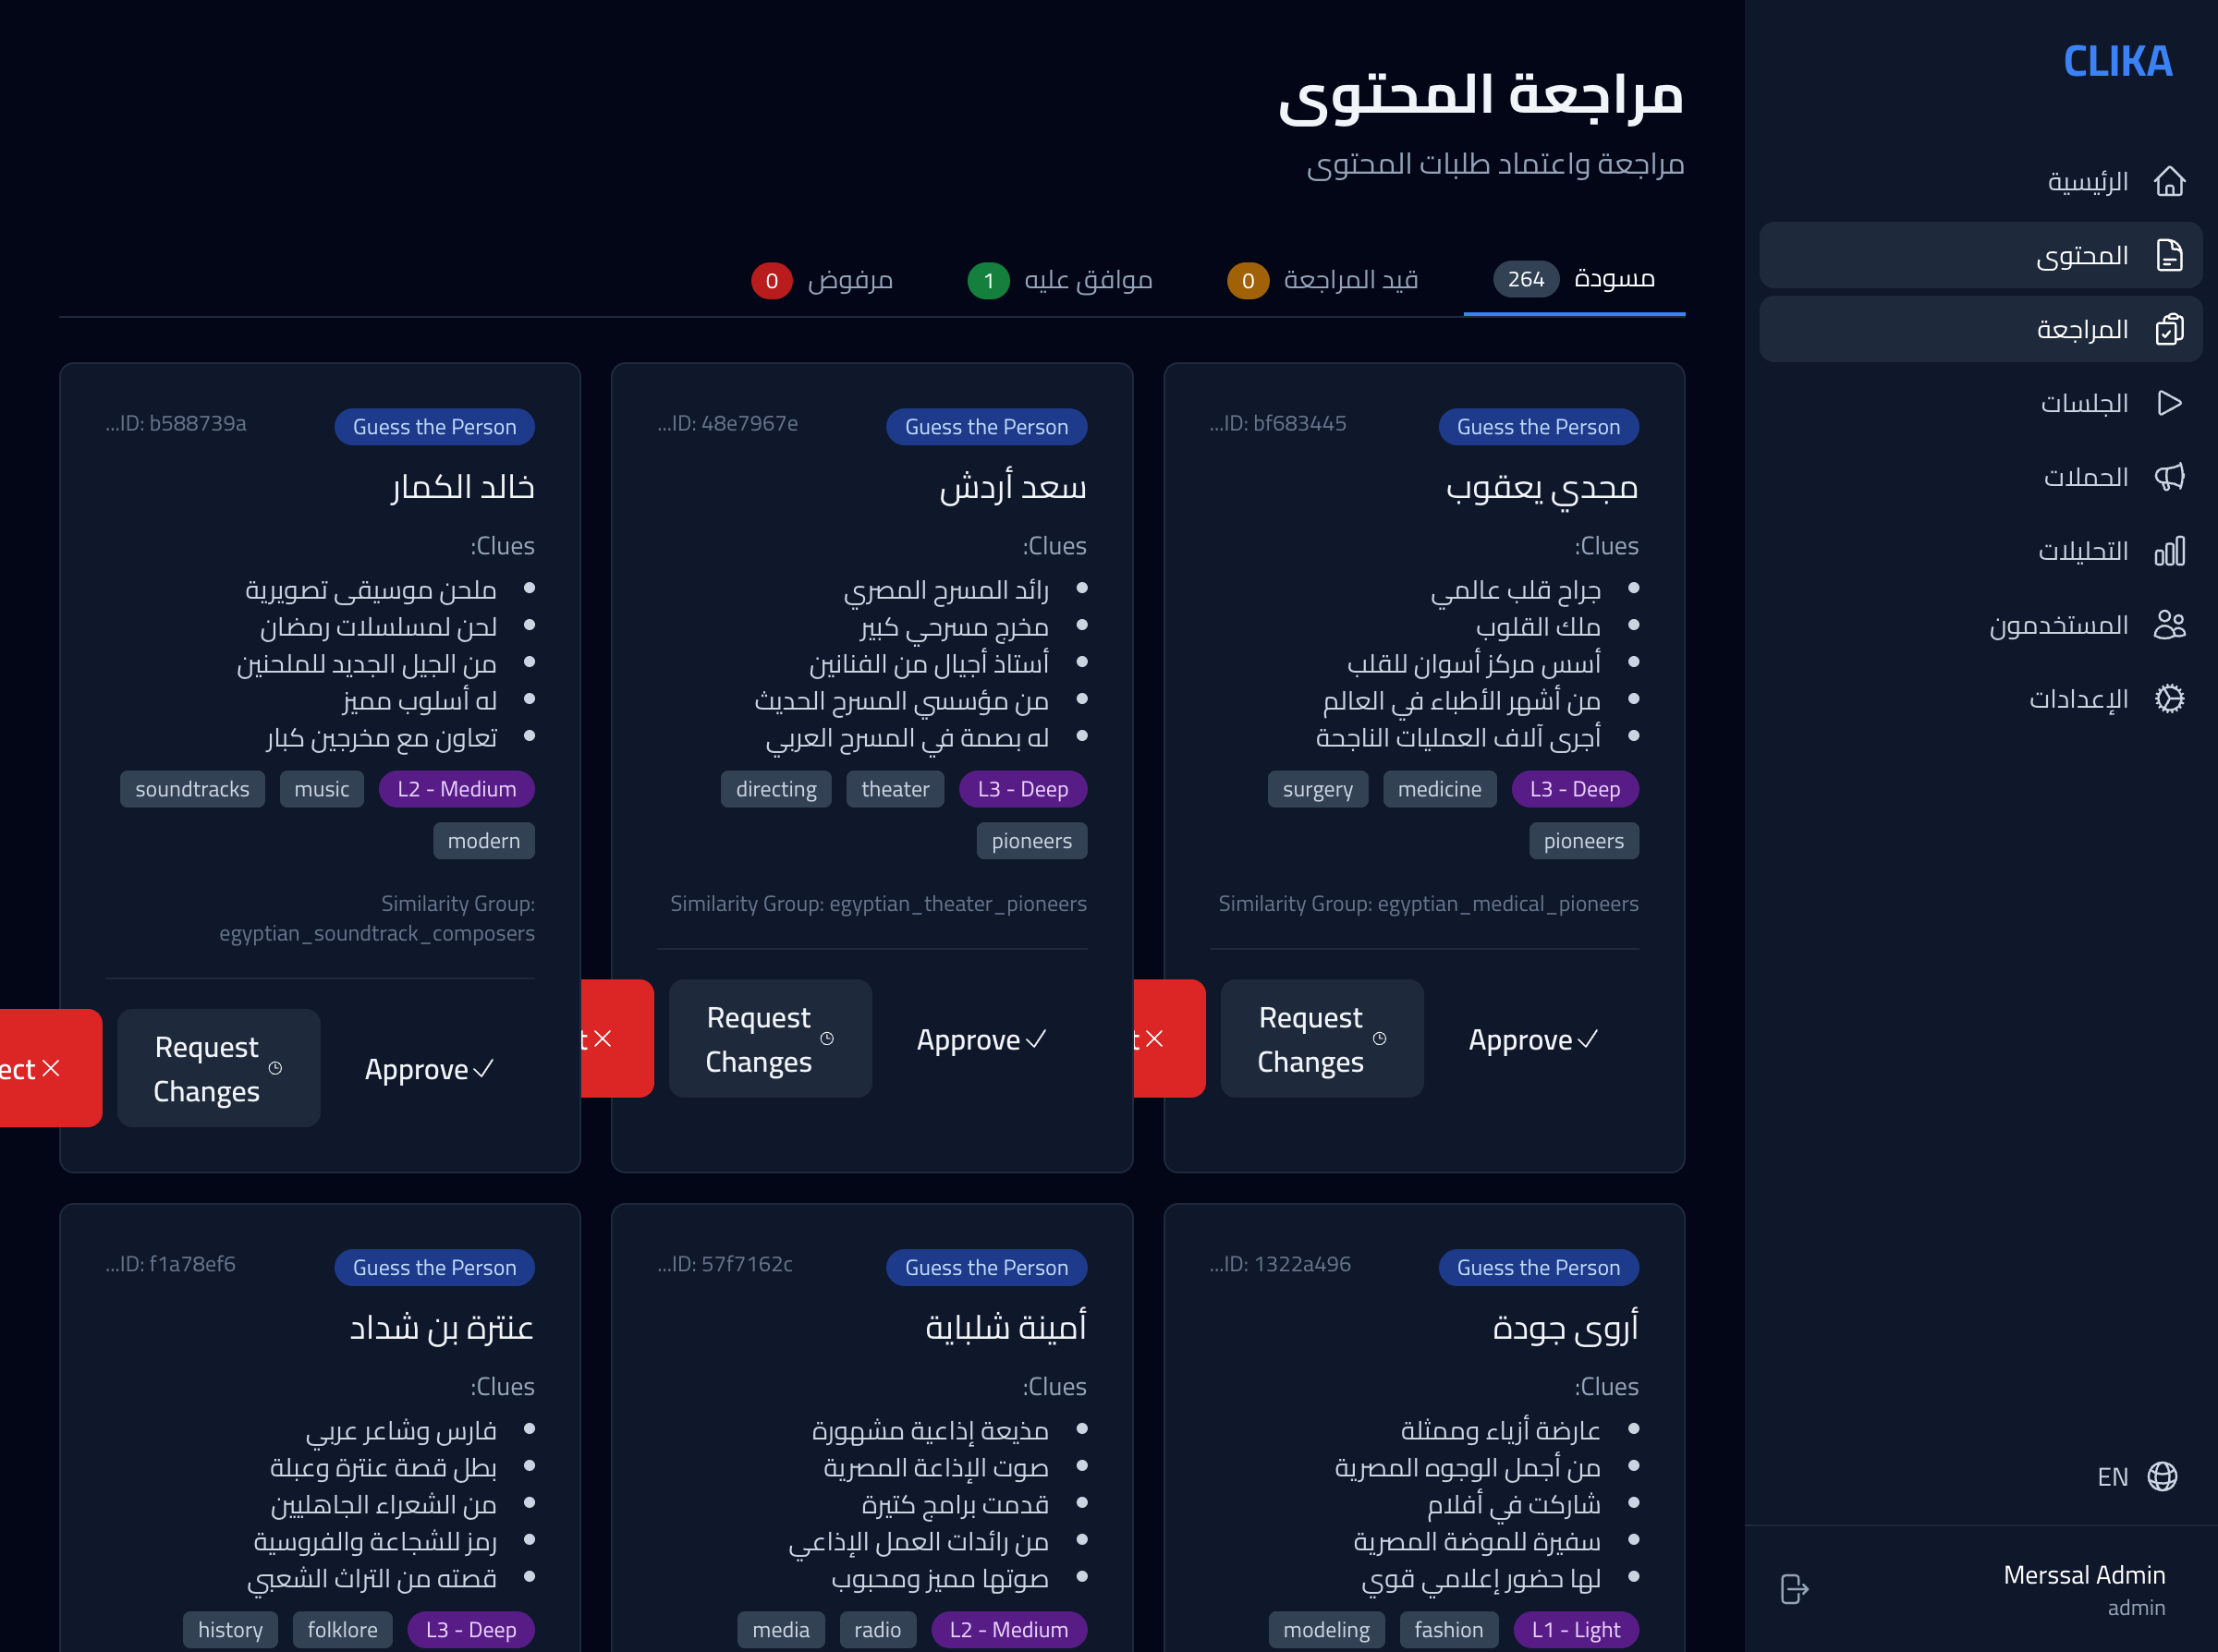 CLIKA
الرئيسية
المحتوى
المراجعة
الجلسات
الحملات
التحليلات
المستخدمون
الإعدادات
EN
Merssal Admin
admin
مراجعة المحتوى
مراجعة واعتماد طلبات المحتوى
مسودة 264 قيد المراجعة 0 موافق عليه 1 مرفوض 0
Guess the Person ID: bf683445...
مجدي يعقوب
Clues:
جراح قلب عالمي
ملك القلوب
أسس مركز أسوان للقلب
من أشهر الأطباء في العالم
أجرى آلاف العمليات الناجحة
L3 - Deep medicine surgery
pioneers
Similarity Group: egyptian_medical_pioneers
Approve Request
Changes
t
Guess the Person ID: 48e7967e...
سعد أردش
Clues:
رائد المسرح المصري
مخرج مسرحي كبير
أستاذ أجيال من الفنانين
من مؤسسي المسرح الحديث
له بصمة في المسرح العربي
L3 - Deep theater directing
pioneers
Similarity Group: egyptian_theater_pioneers
Approve Request
Changes
t
Guess the Person ID: b588739a...
خالد الكمار
Clues:
ملحن موسيقى تصويرية
لحن لمسلسلات رمضان
من الجيل الجديد للملحنين
له أسلوب مميز
تعاون مع مخرجين كبار
L2 - Medium music soundtracks
modern
Similarity Group:
egyptian_soundtrack_composers
Approve Request
Changes
ect
Guess the Person ID: 1322a496...
أروى جودة
Clues:
عارضة أزياء وممثلة
من أجمل الوجوه المصرية
شاركت في أفلام
سفيرة للموضة المصرية
لها حضور إعلامي قوي
L1 - Light fashion modeling
Guess the Person ID: 57f7162c...
أمينة شلباية
Clues:
مذيعة إذاعية مشهورة
صوت الإذاعة المصرية
قدمت برامج كتيرة
من رائدات العمل الإذاعي
صوتها مميز ومحبوب
L2 - Medium radio media
Guess the Person ID: f1a78ef6...
عنترة بن شداد
Clues:
فارس وشاعر عربي
بطل قصة عنترة وعبلة
من الشعراء الجاهليين
رمز للشجاعة والفروسية
قصته من التراث الشعبي
L3 - Deep folklore history